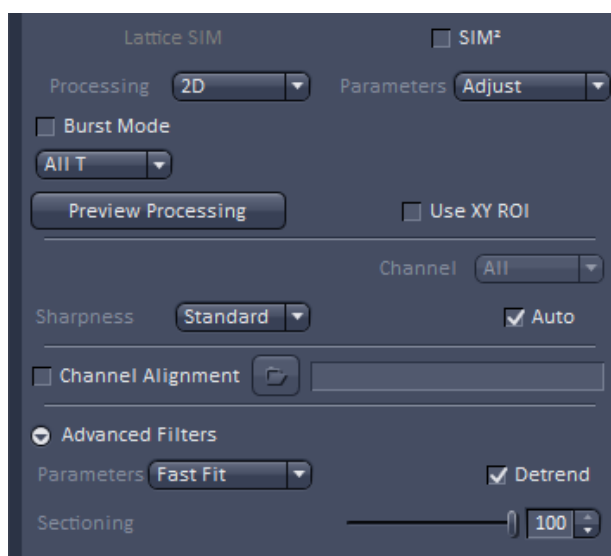 Lattice SIM SIM²
Processing 2D Parameters Adjust
Burst Mode
All T
Preview Processing Use XY ROI
Channel All
Sharpness Standard Auto
Channel Alignment
Advanced Filters
Parameters Fast Fit Detrend
Sectioning 100